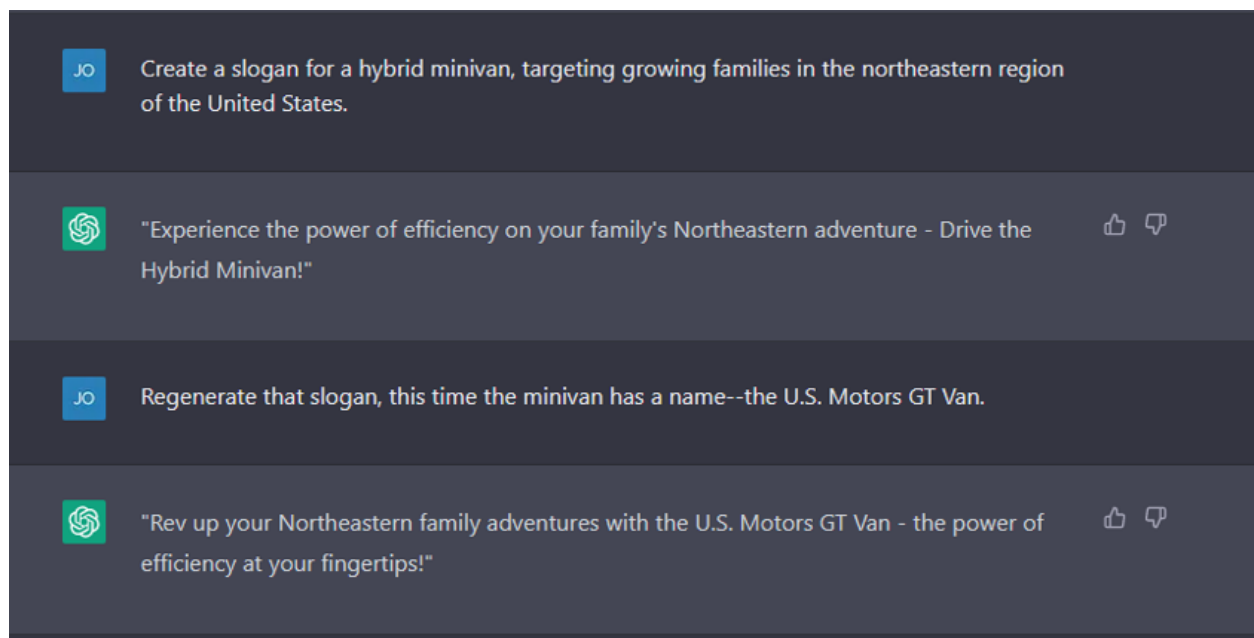 JO
Create a slogan for a hybrid minivan, targeting growing families in the northeastern region
of the United States.
"Experience the power of efficiency on your family's Northeastern adventure - Drive the
Hybrid Minivan!"
JO
Regenerate that slogan, this time the minivan has a name--the U.S. Motors GT Van.
"Rev up your Northeastern family adventures with the U.S. Motors GT Van - the power of
efficiency at your fingertips!"